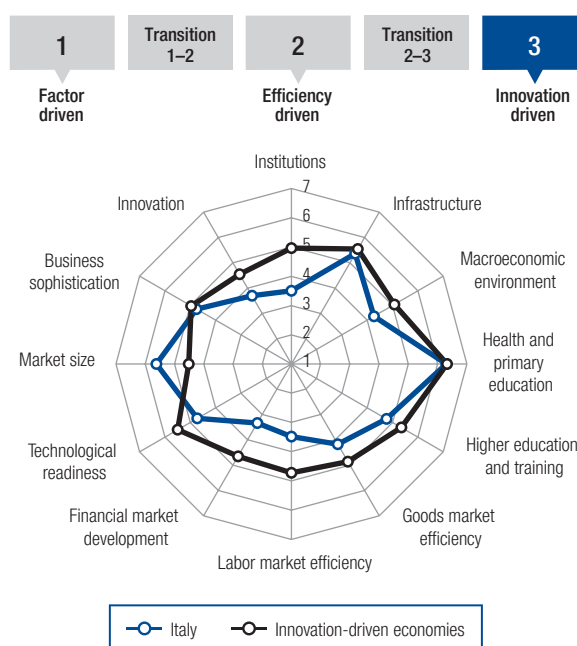 1
Transition
1–2
2
Transition
2–3
3
Factor
driven
Efficiency
driven
Innovation
driven
Institutions
Infrastructure
Macroeconomic
environment
Health and
primary
education
Higher education
and training
Goods market
efficiency
Labor market efficiency
Financial market
development
Technological
readiness
Market size
Business
sophistication
Innovation
7
6
5
4
3
2
1
Italy
Innovation-driven economies